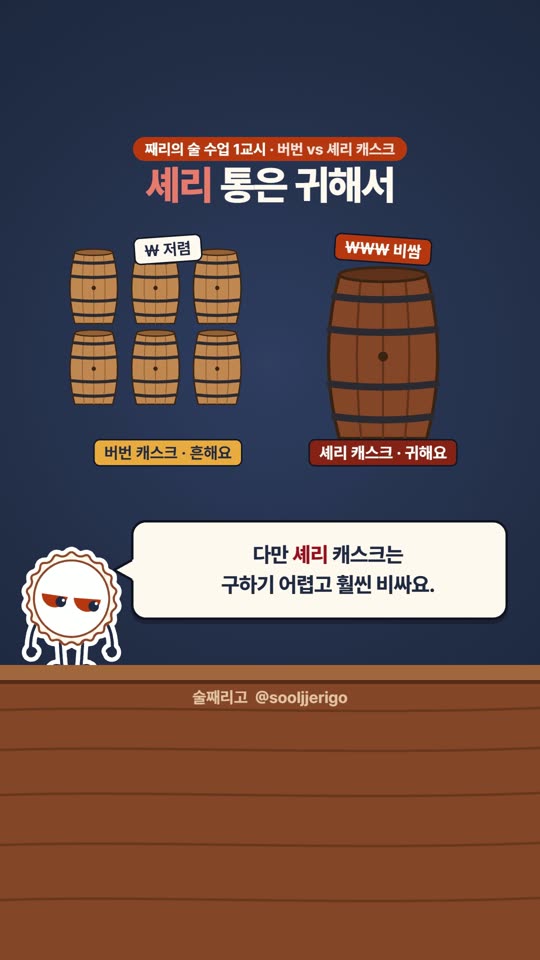 째리의 술 수업 1교시 · 버번 vs 셰리 캐스크
셰리 통은 귀해서
₩ 저렴
₩₩₩ 비쌈
버번 캐스크 · 흔해요
셰리 캐스크 · 귀해요
다만 셰리 캐스크는
구하기 어렵고 훨씬 비싸요.
술째리고 @sooljjerigo